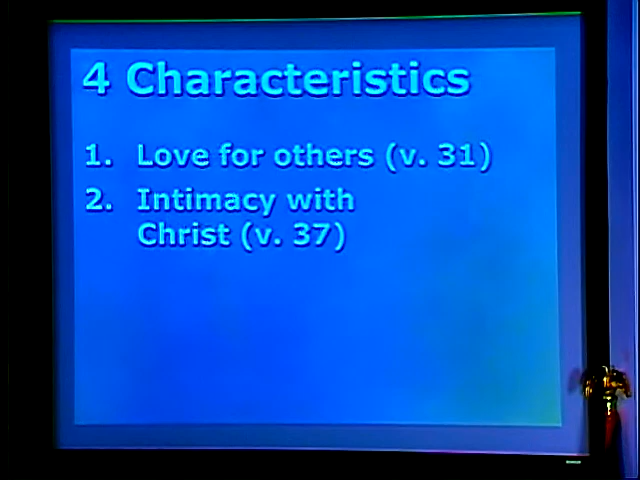 4 Characteristics
1. Love for others (v. 31)
2. Intimacy with
Christ (v. 37)